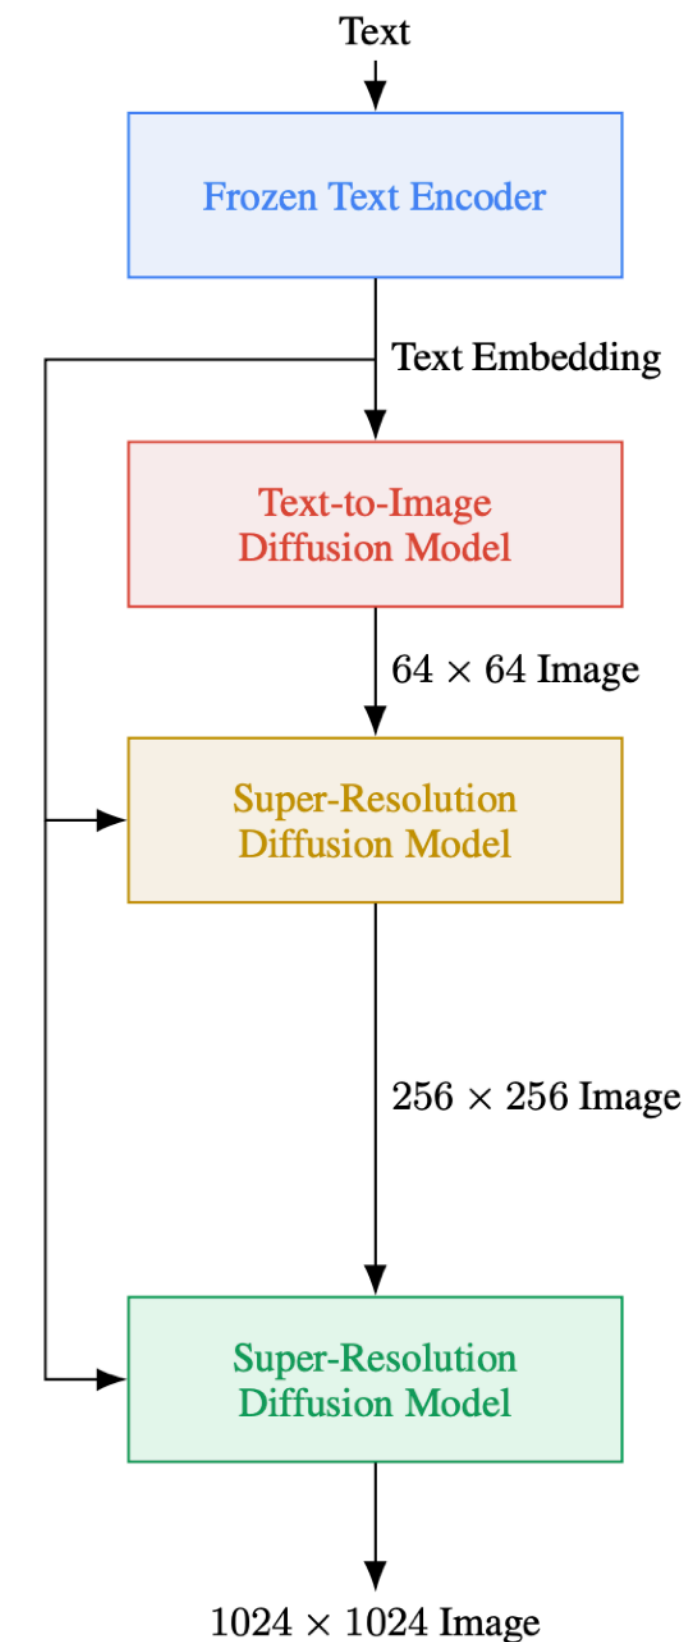 Text
Frozen Text Encoder
Text Embedding
Text-to-Image
Diffusion Model
64 × 64 Image
Super-Resolution
Diffusion Model
256 × 256 Image
Super-Resolution
Diffusion Model
1024 × 1024 Image